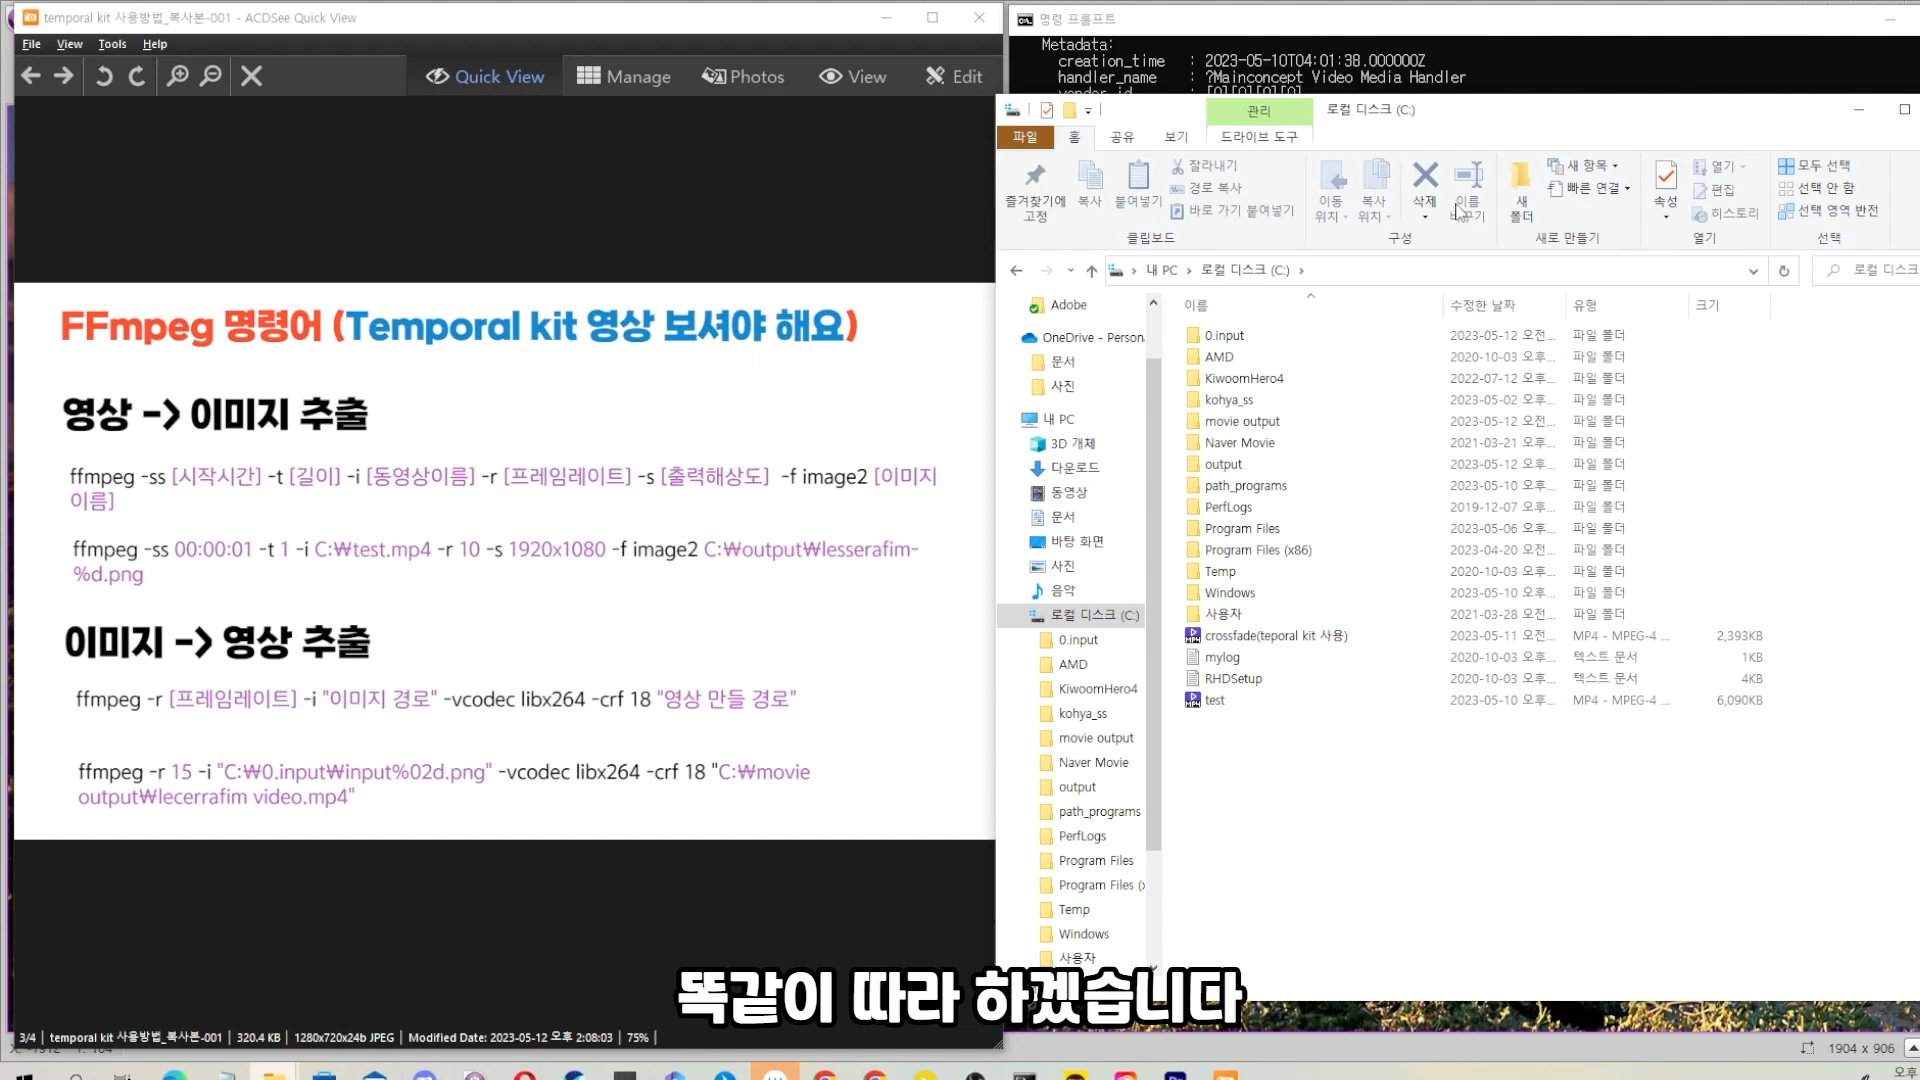 temporal kit 사용방법_복사본-001 - ACDSee Quick View
File View Tools Help
Quick View Manage Photos View Edit
FFmpeg 명령어 (Temporal kit 영상 보셔야 해요)
영상 -> 이미지 추출
ffmpeg -ss [시작시간] -t [길이] -i [동영상이름] -r [프레임레이트] -s [출력해상도] -f image2 [이미지
이름]
ffmpeg -ss 00:00:01 -t 1 -i C:₩test.mp4 -r 10 -s 1920x1080 -f image2 C:₩output₩lesserafim-
%d.png
이미지 -> 영상 추출
ffmpeg -r [프레임레이트] -i "이미지 경로" -vcodec libx264 -crf 18 "영상 만들 경로"
ffmpeg -r 15 -i "C:₩0.input₩input%02d.png" -vcodec libx264 -crf 18 "C:₩movie
output₩lecerrafim video.mp4"
3/4 temporal kit 사용방법_복사본-001 320.4 KB 1280x720x24b JPEG Modified Date: 2023-05-12 오후 2:08:03 75%
명령 프롬프트
Metadata:
creation_time : 2023-05-10T04:01:38.000000Z
handler_name : ?Mainconcept Video Media Handler
관리 로컬 디스크 (C:)
파일 홈 공유 보기 드라이브 도구
즐겨찾기에
고정
복사
붙여넣기
잘라내기
경로 복사
바로 가기 붙여넣기
클립보드
이동
위치
복사
위치
삭제
이름
바꾸기
구성
새
폴더
새 항목
빠른 연결
새로 만들기
속성
열기
편집
히스토리
열기
모두 선택
선택 안 함
선택 영역 반전
선택
내 PC › 로컬 디스크 (C:) ›
로컬 디스크
Adobe
OneDrive - Person
문서
사진
내 PC
3D 개체
다운로드
동영상
문서
바탕 화면
사진
음악
로컬 디스크 (C:)
0.input
AMD
KiwoomHero4
kohya_ss
movie output
Naver Movie
output
path_programs
PerfLogs
Program Files
Program Files (x
Temp
Windows
사용자
이름 수정한 날짜 유형 크기
0.input 2023-05-12 오전... 파일 폴더
AMD 2020-10-03 오후... 파일 폴더
KiwoomHero4 2022-07-12 오후... 파일 폴더
kohya_ss 2023-05-02 오후... 파일 폴더
movie output 2023-05-12 오후... 파일 폴더
Naver Movie 2021-03-21 오후... 파일 폴더
output 2023-05-12 오후... 파일 폴더
path_programs 2023-05-10 오후... 파일 폴더
PerfLogs 2019-12-07 오후... 파일 폴더
Program Files 2023-05-06 오후... 파일 폴더
Program Files (x86) 2023-04-20 오전... 파일 폴더
Temp 2020-10-03 오후... 파일 폴더
Windows 2023-05-10 오후... 파일 폴더
사용자 2021-03-28 오전... 파일 폴더
crossfade(teporal kit 사용) 2023-05-11 오전... MP4 - MPEG-4 ... 2,393KB
mylog 2020-10-03 오후... 텍스트 문서 1KB
RHDSetup 2020-10-03 오후... 텍스트 문서 4KB
test 2023-05-10 오후... MP4 - MPEG-4 ... 6,090KB
똑같이 따라 하겠습니다
1904 x 906
오후